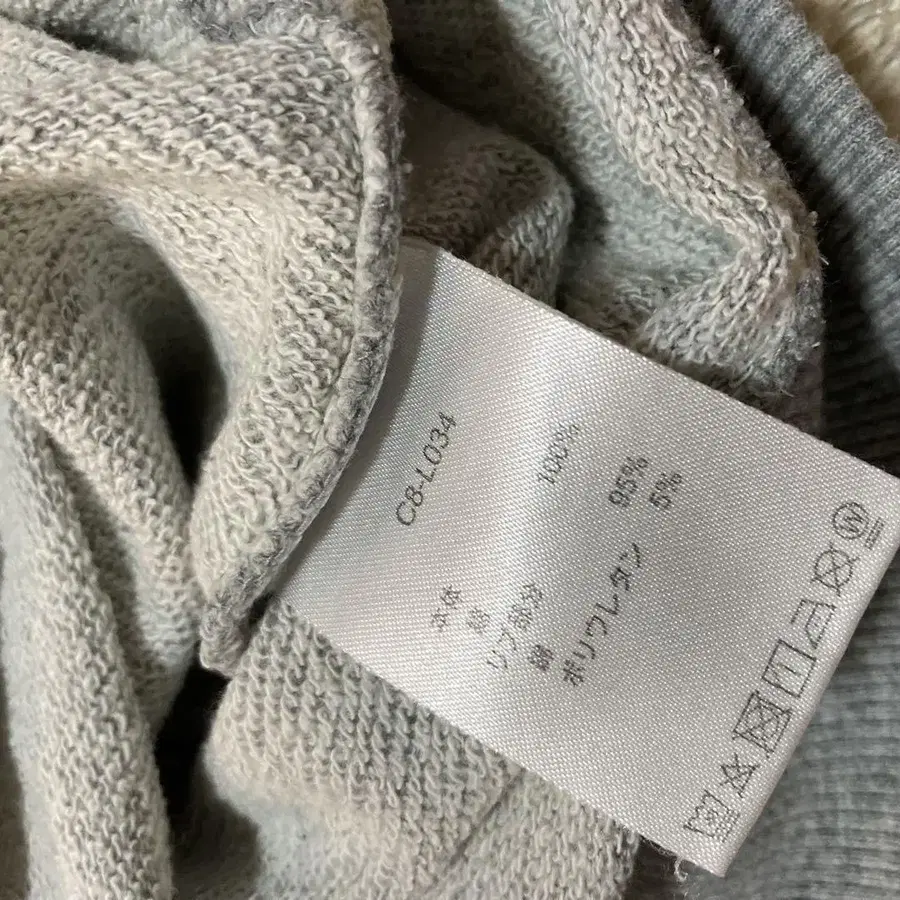 C8-L034
本体
綿 100%
リブ部分
綿 95%
ポリウレタン 5%
W